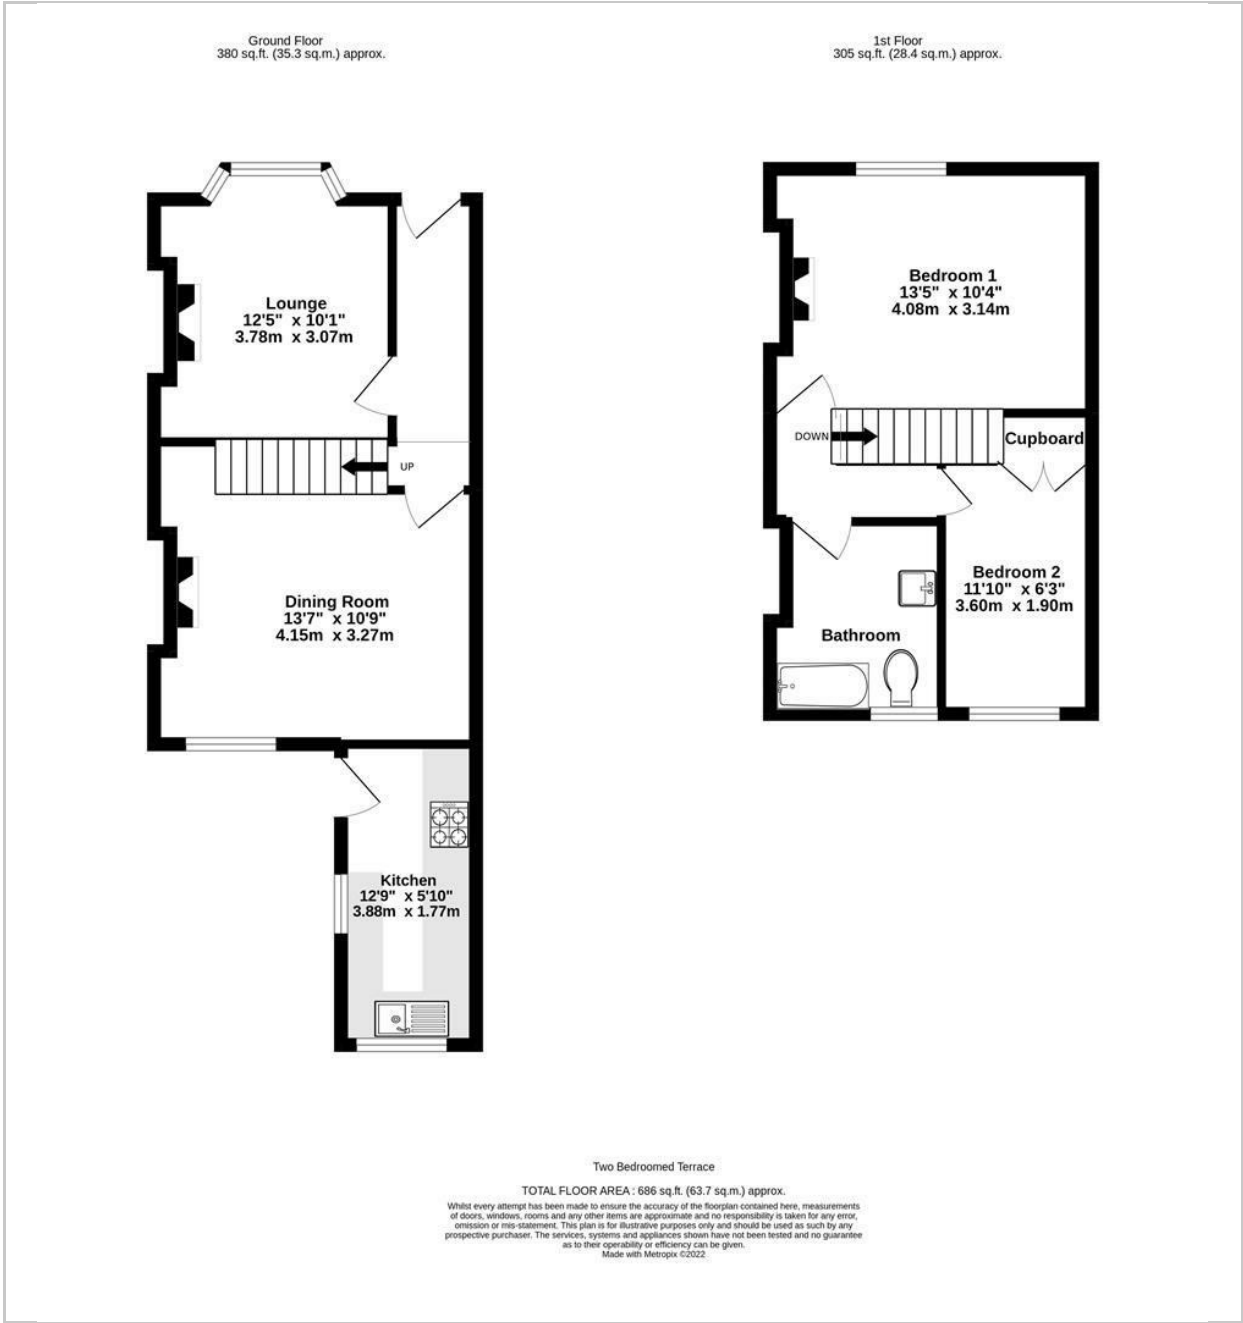 Ground Floor
380 sq.ft. (35.3 sq.m.) approx.
1st Floor
305 sq.ft. (28.4 sq.m.) approx.
Lounge
12'5" x 10'1"
3.78m x 3.07m
UP
Dining Room
13'7" x 10'9"
4.15m x 3.27m
Kitchen
12'9" x 5'10"
3.88m x 1.77m
Bedroom 1
13'5" x 10'4"
4.08m x 3.14m
DOWN
Cupboard
Bedroom 2
11'10" x 6'3"
3.60m x 1.90m
Bathroom
Two Bedroomed Terrace
TOTAL FLOOR AREA : 686 sq.ft. (63.7 sq.m.) approx.
Whilst every attempt has been made to ensure the accuracy of the floorplan contained here, measurements
of doors, windows, rooms and any other items are approximate and no responsibility is taken for any error,
omission or mis-statement. This plan is for illustrative purposes only and should be used as such by any
prospective purchaser. The services, systems and appliances shown have not been tested and no guarantee
as to their operability or efficiency can be given.
Made with Metropix ©2022